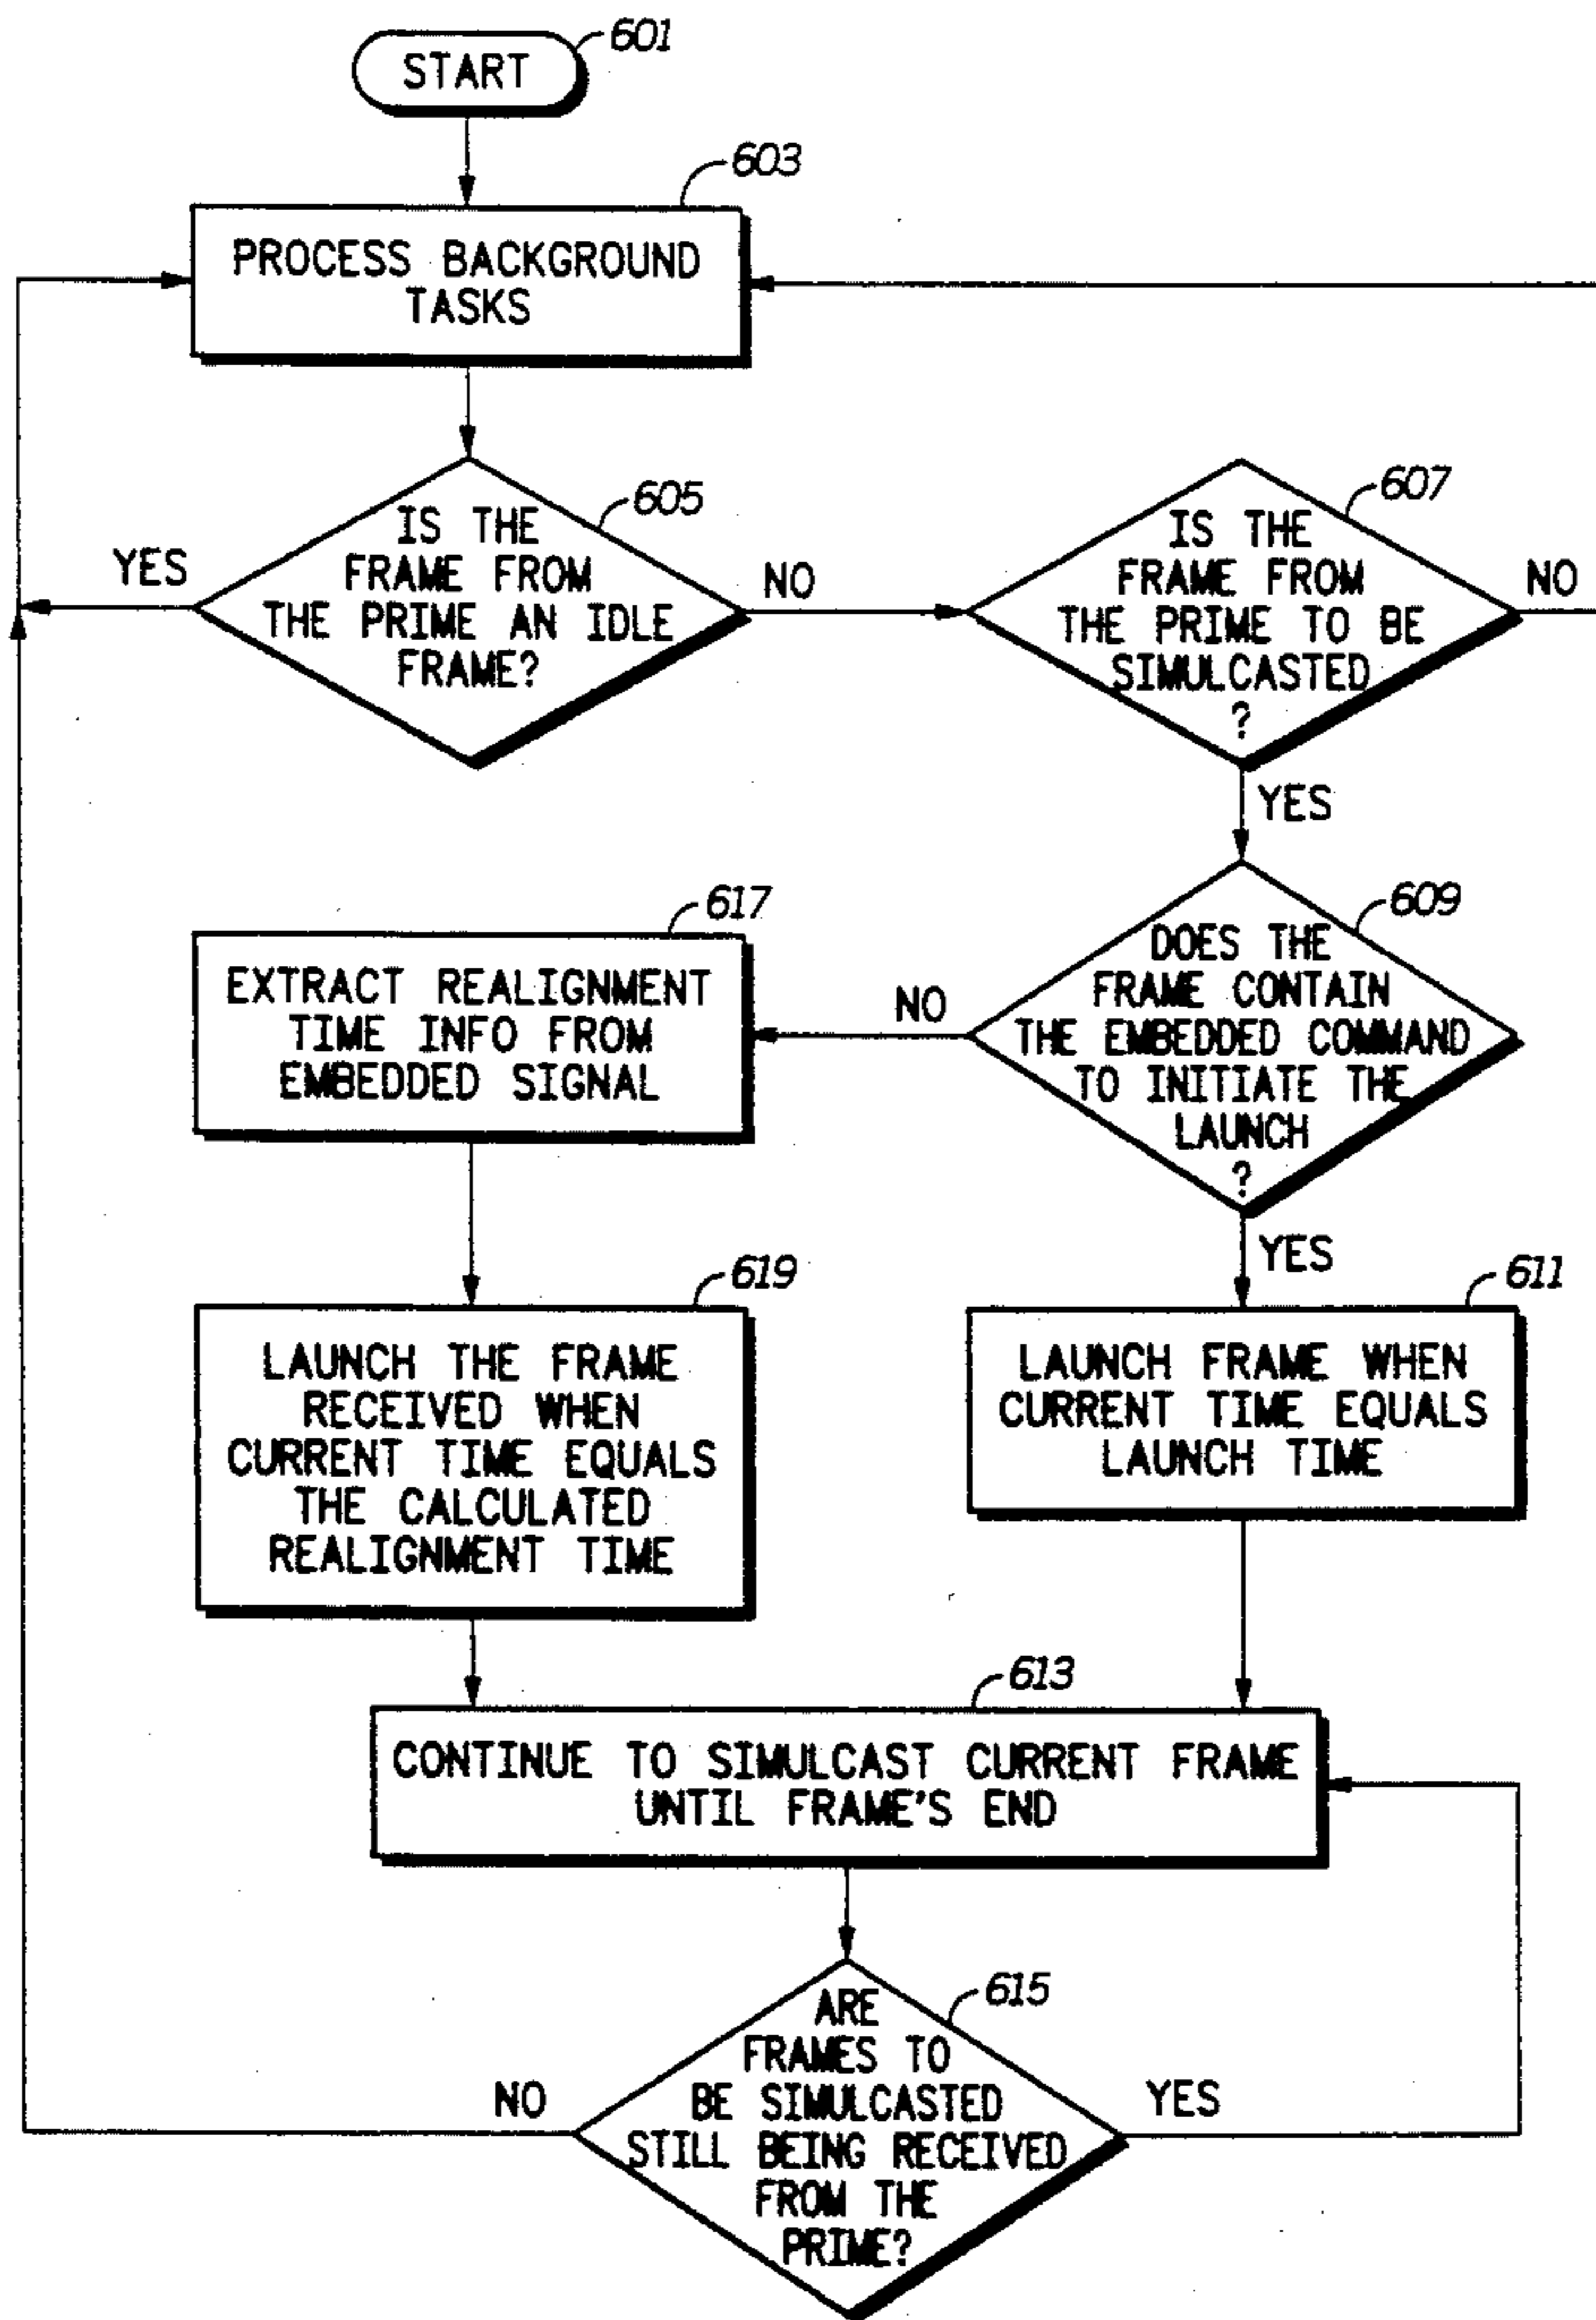 START
601
603
PROCESS BACKGROUND
TASKS
605
IS THE
FRAME FROM
THE PRIME AN IDLE
FRAME?
YES
NO
607
IS THE
FRAME FROM
THE PRIME TO BE
SIMULCASTED
?
NO
YES
609
DOES THE
FRAME CONTAIN
THE EMBEDDED COMMAND
TO INITIATE THE
LAUNCH
?
NO
YES
617
EXTRACT REALIGNMENT
TIME INFO FROM
EMBEDDED SIGNAL
619
LAUNCH THE FRAME
RECEIVED WHEN
CURRENT TIME EQUALS
THE CALCULATED
REALIGNMENT TIME
611
LAUNCH FRAME WHEN
CURRENT TIME EQUALS
LAUNCH TIME
613
CONTINUE TO SIMULCAST CURRENT FRAME
UNTIL FRAME'S END
615
ARE
FRAMES TO
BE SIMULCASTED
STILL BEING RECEIVED
FROM THE
PRIME?
NO
YES